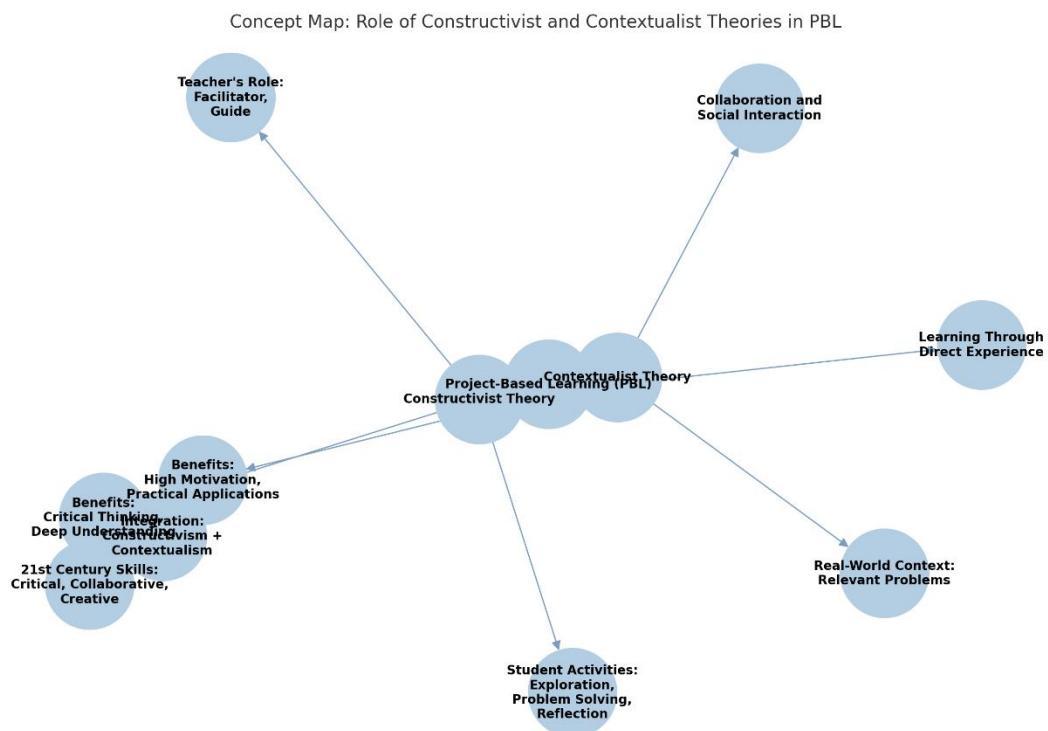 Concept Map: Role of Constructivist and Contextualist Theories in PBL
Teacher's Role:
Facilitator,
Guide
Collaboration and
Social Interaction
Learning Through
Direct Experience
Contextualist Theory
Project-Based Learning (PBL)
Constructivist Theory
Benefits:
High Motivation,
Practical Applications
Benefits:
Critical Thinking,
Deep Understanding
Integration:
Constructivism +
Contextualism
21st Century Skills:
Critical, Collaborative,
Creative
Real-World Context:
Relevant Problems
Student Activities:
Exploration,
Problem Solving,
Reflection